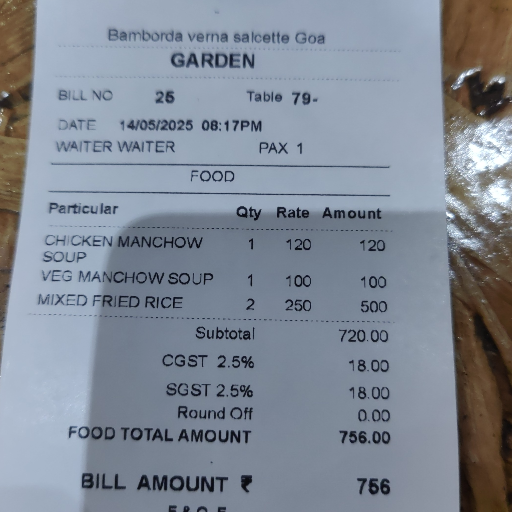 Bamborda verna salcette Goa
GARDEN
BILL NO 25 Table 79-
DATE 14/05/2025 08:17PM
WAITER WAITER PAX 1
FOOD
Particular Qty Rate Amount
CHICKEN MANCHOW 1 120 120
SOUP
VEG MANCHOW SOUP 1 100 100
MIXED FRIED RICE 2 250 500
Subtotal 720.00
CGST 2.5% 18.00
SGST 2.5% 18.00
Round Off 0.00
FOOD TOTAL AMOUNT 756.00
BILL AMOUNT ₹ 756